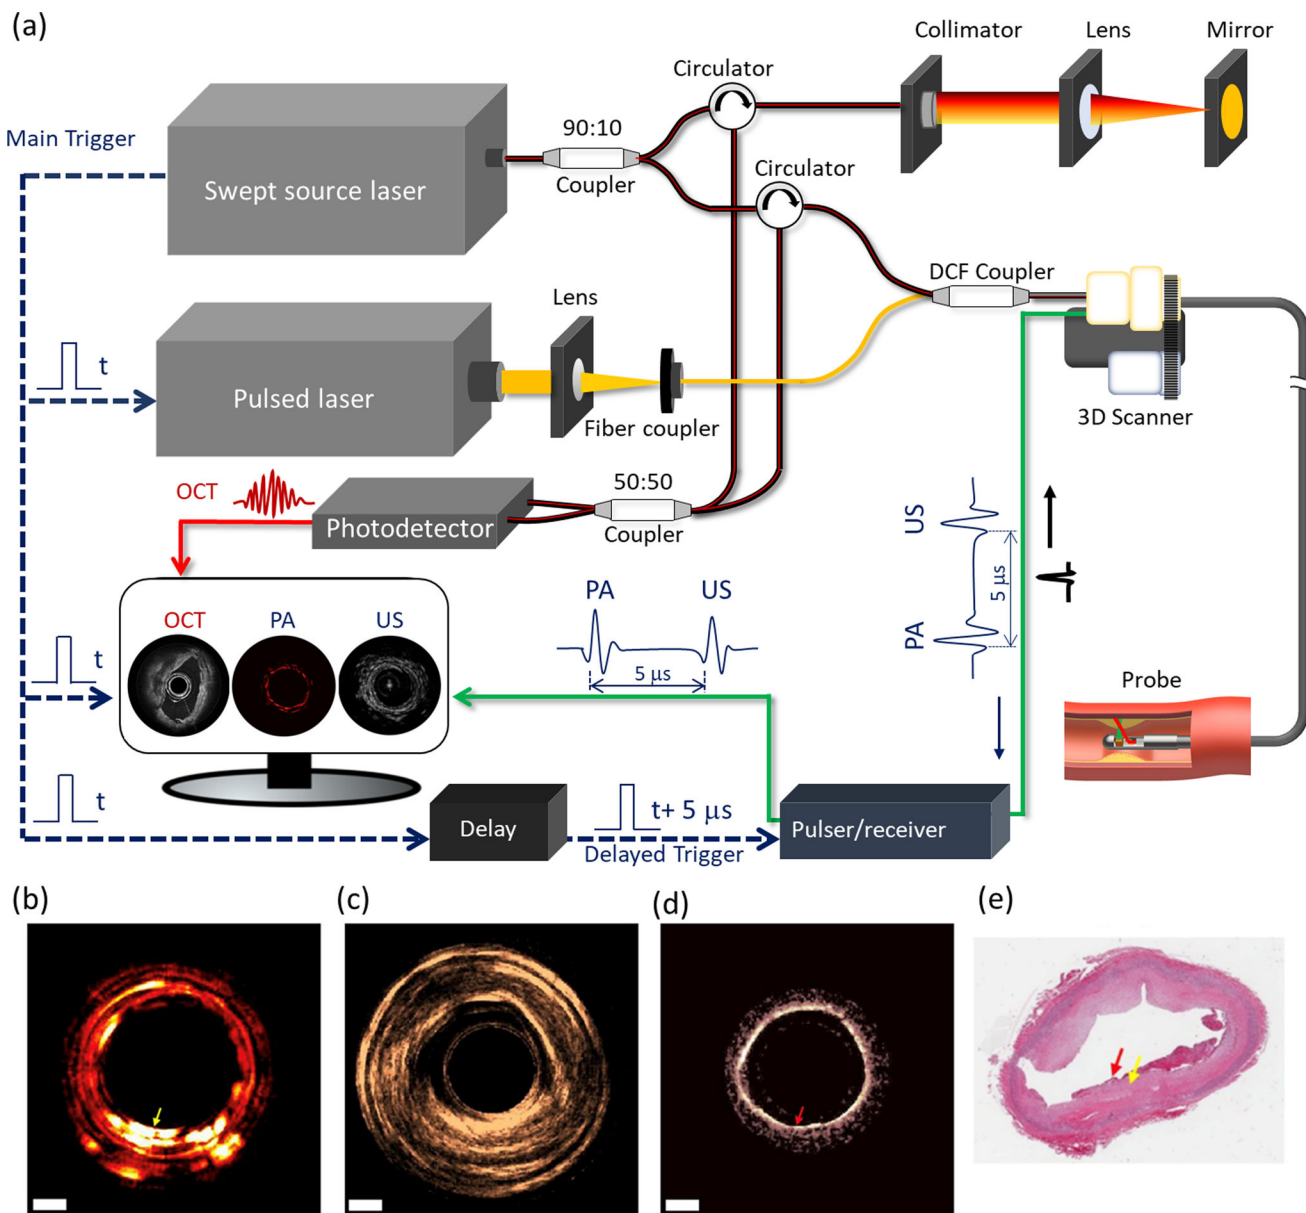 (a)
Collimator
Lens
Mirror
Circulator
Main Trigger
90:10
Coupler
Circulator
Swept source laser
DCF Coupler
Lens
t
Pulsed laser
Fiber coupler
3D Scanner
OCT
50:50
Photodetector
Coupler
US
5 µs
PA
PA
US
5 µs
OCT
PA
US
t
Probe
t
Delay
t+ 5 µs
Delayed Trigger
Pulser/receiver
(b)
(c)
(d)
(e)